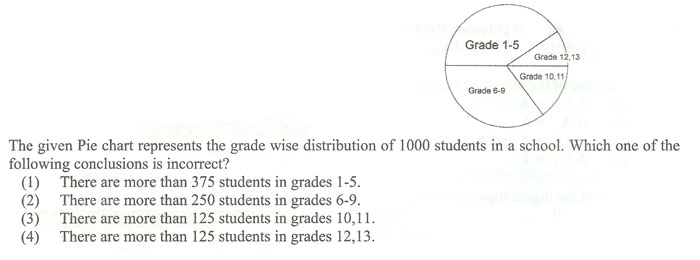 Grade 1-5
Grade 12,13
Grade 10,11
Grade 6-9
The given Pie chart represents the grade wise distribution of 1000 students in a school. Which one of the
following conclusions is incorrect?
(1) There are more than 375 students in grades 1-5.
(2) There are more than 250 students in grades 6-9.
(3) There are more than 125 students in grades 10,11.
(4) There are more than 125 students in grades 12,13.